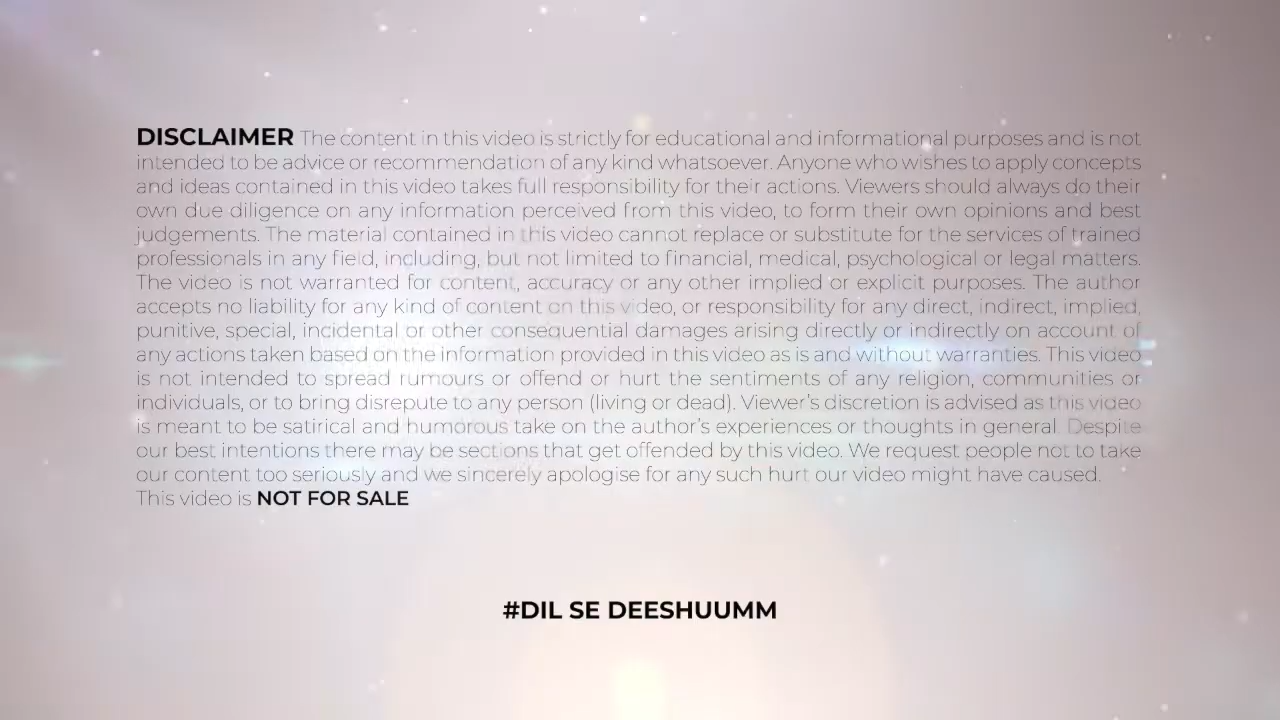 DISCLAIMER The content in this video is strictly for educational and informational purposes and is not
intended to be advice or recommendation of any kind whatsoever. Anyone who wishes to apply concepts
and ideas contained in this video takes full responsibility for their actions. Viewers should always do their
own due diligence on any information perceived from this video, to form their own opinions and best
judgements. The material contained in this video cannot replace or substitute for the services of trained
professionals in any field, including, but not limited to financial, medical, psychological or legal matters.
The video is not warranted for content, accuracy or any other implied or explicit purposes. The author
accepts no liability for any kind of content on this video, or responsibility for any direct, indirect, implied,
punitive, special, incidental or other consequential damages arising directly or indirectly on account of
any actions taken based on the information provided in this video as is and without warranties. This video
is not intended to spread rumours or offend or hurt the sentiments of any religion, communities or
individuals, or to bring disrepute to any person (living or dead). Viewer's discretion is advised as this video
is meant to be satirical and humorous take on the author's experiences or thoughts in general. Despite
our best intentions there may be sections that get offended by this video. We request people not to take
our content too seriously and we sincerely apologise for any such hurt our video might have caused.
This video is NOT FOR SALE
#DIL SE DEESHUUMM